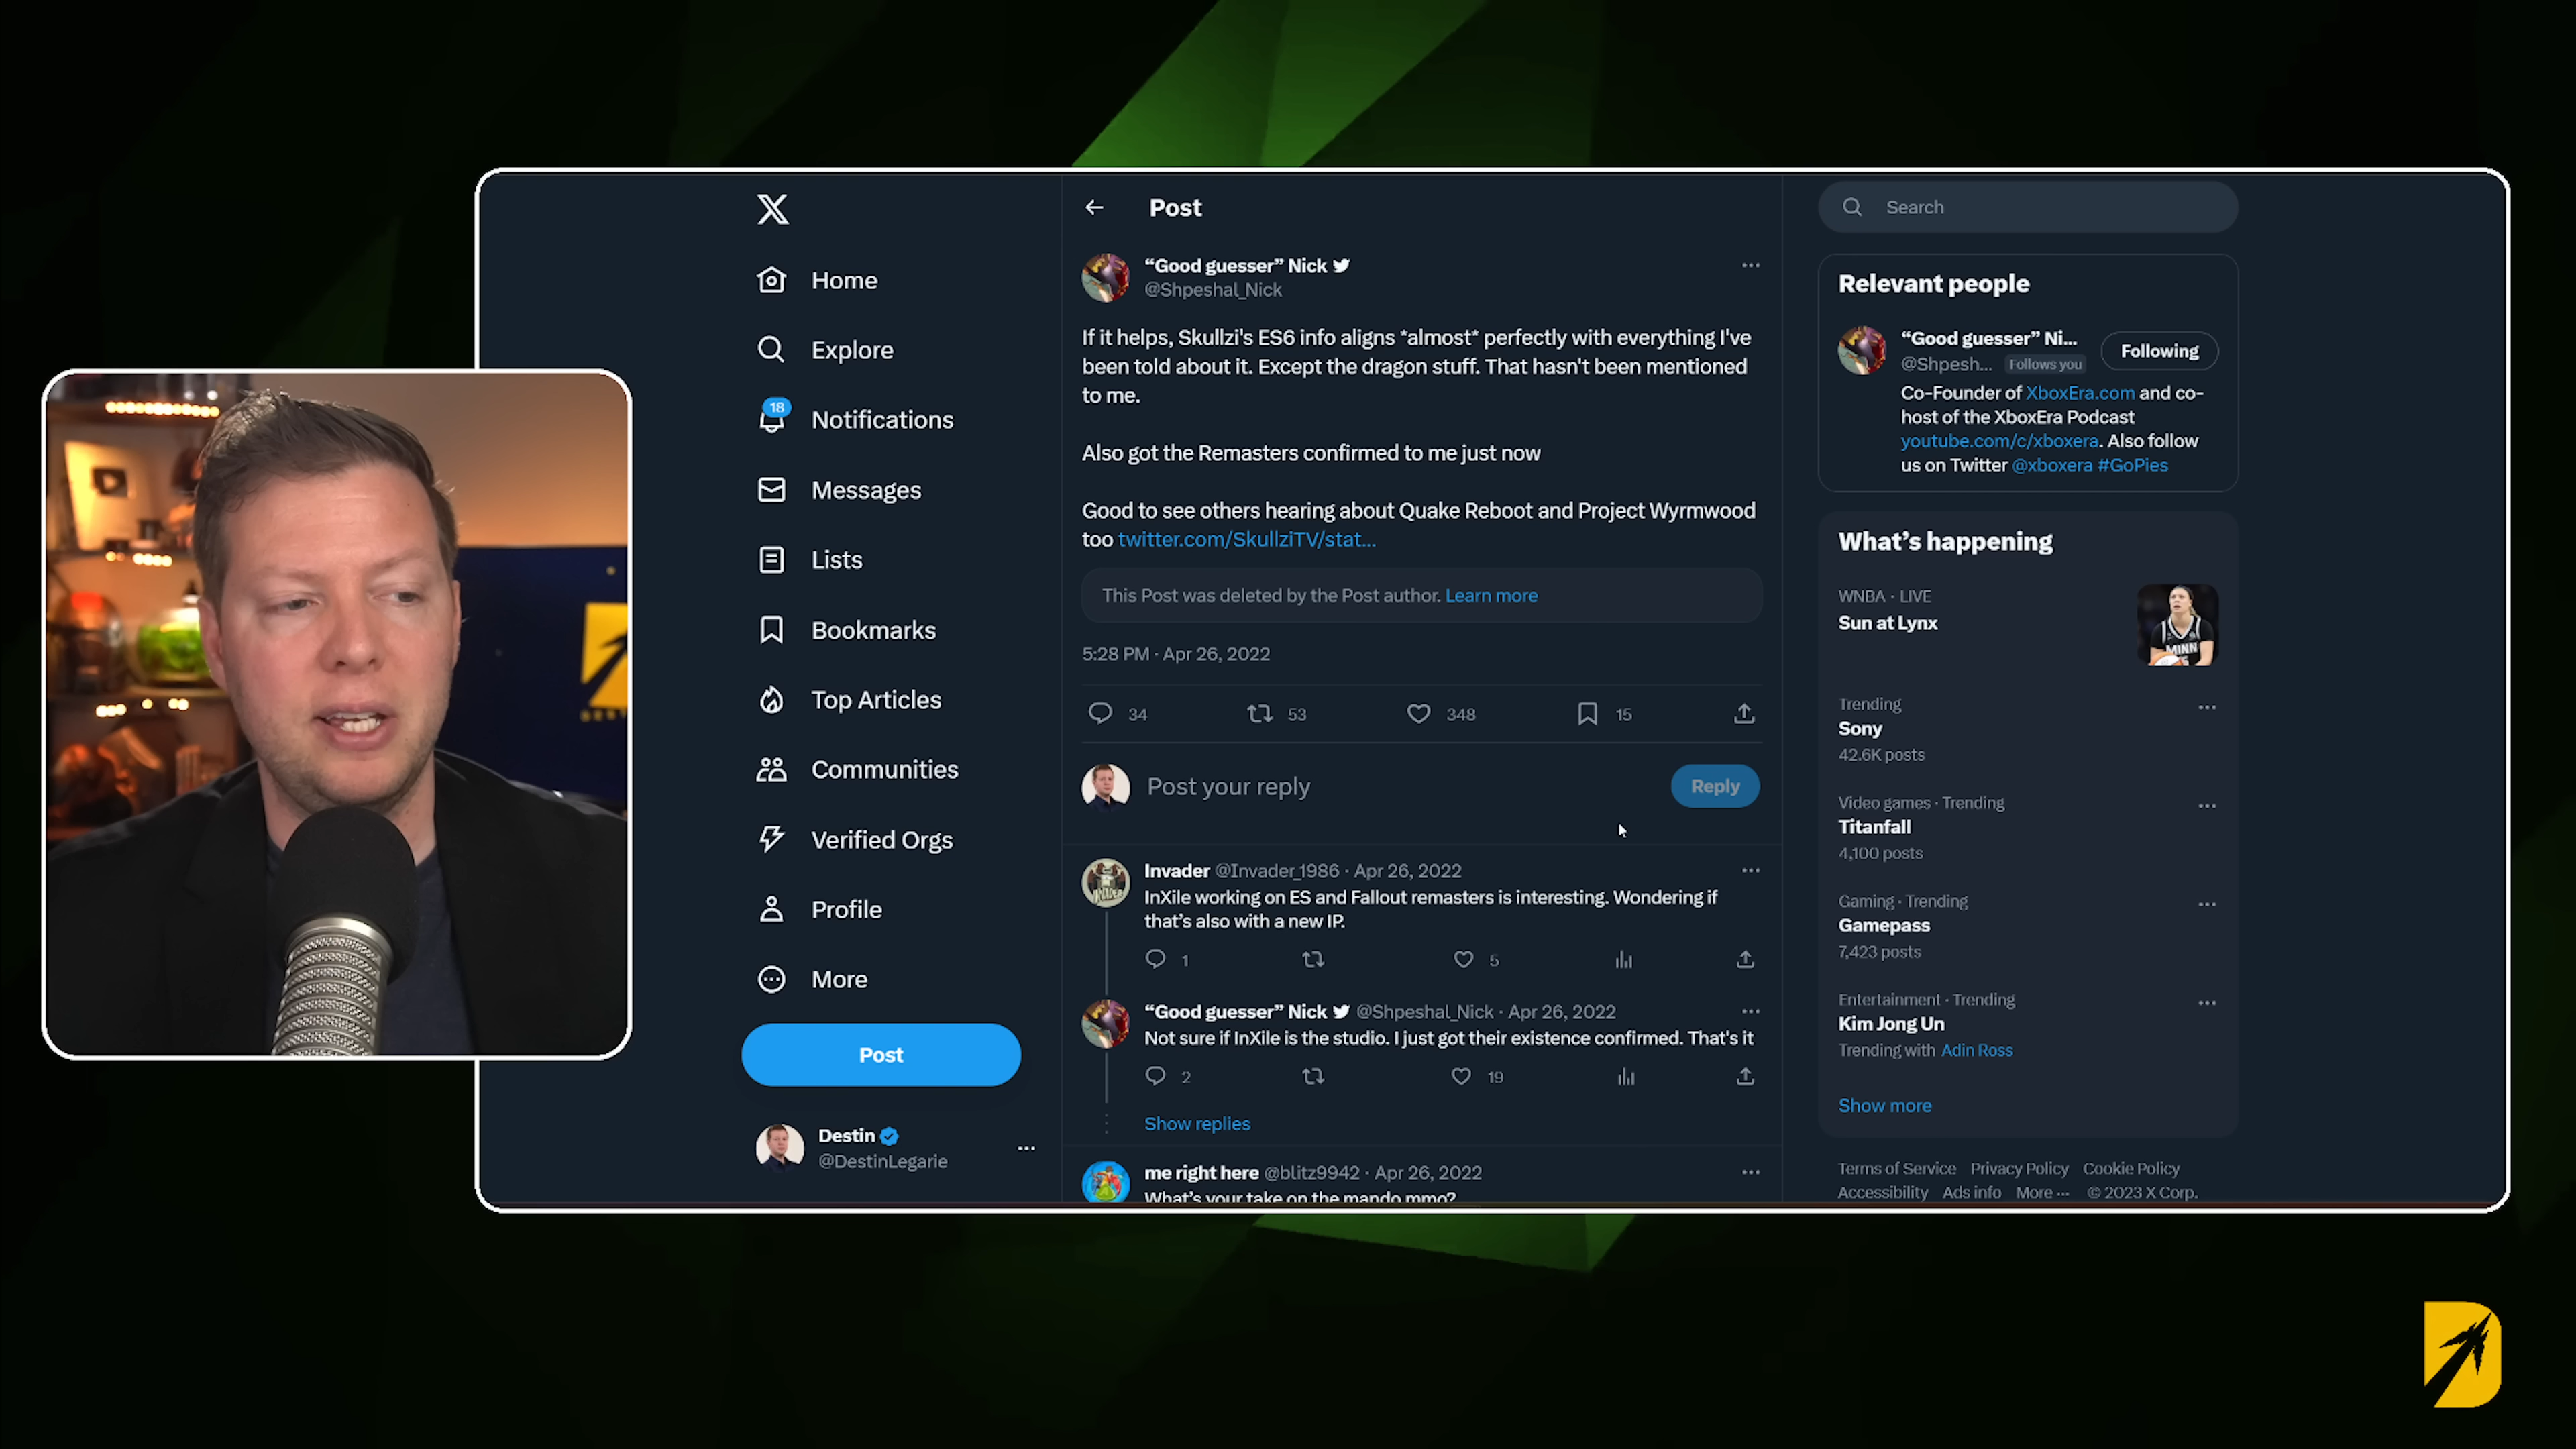 Home
Explore
18
Notifications
Messages
Lists
Bookmarks
Top Articles
Communities
Verified Orgs
Profile
More
Post
Destin
@DestinLegarie
Post
“Good guesser” Nick
@Shpeshal_Nick
If it helps, Skullzi's ES6 info aligns *almost* perfectly with everything I've
been told about it. Except the dragon stuff. That hasn't been mentioned
to me.
Also got the Remasters confirmed to me just now
Good to see others hearing about Quake Reboot and Project Wyrmwood
too twitter.com/SkullziTV/stat...
This Post was deleted by the Post author. Learn more
5:28 PM · Apr 26, 2022
34 53 348 15
Post your reply
Reply
Invader @Invader_1986 · Apr 26, 2022
InXile working on ES and Fallout remasters is interesting. Wondering if
that's also with a new IP.
1 5
“Good guesser” Nick @Shpeshal_Nick · Apr 26, 2022
Not sure if InXile is the studio. I just got their existence confirmed. That's it
2 19
Show replies
me right here @blitz9942 · Apr 26, 2022
What's your take on the mando mmo?
Search
Relevant people
“Good guesser” Ni...
@Shpesh... Follows you
Following
Co-Founder of XboxEra.com and co-
host of the XboxEra Podcast
youtube.com/c/xboxera. Also follow
us on Twitter @xboxera #GoPies
What's happening
WNBA · LIVE
Sun at Lynx
MINN
Trending
Sony
42.6K posts
Video games · Trending
Titanfall
4,100 posts
Gaming · Trending
Gamepass
7,423 posts
Entertainment · Trending
Kim Jong Un
Trending with Adin Ross
Show more
Terms of Service Privacy Policy Cookie Policy
Accessibility Ads info More ··· © 2023 X Corp.